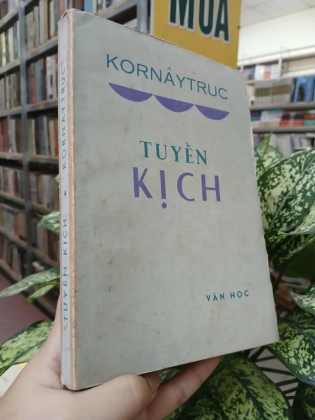 MUA
KORNÂYTRUC
TUYỂN
KỊCH
VĂN HỌC
TUYỂN KỊCH • KORNÂYTRUC